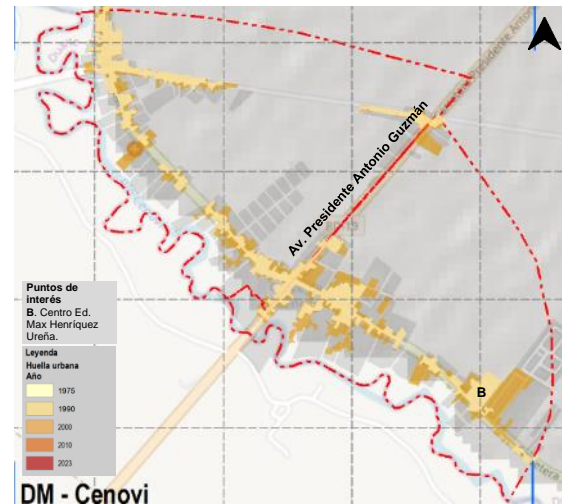 Av. Presidente Antonio Guzmán
Puntos de
interés
B. Centro Ed.
Max Henríquez
Ureña.
Leyenda
Huella urbana
Año
1975
1990
2000
2010
2023
B
DM - Cenovi